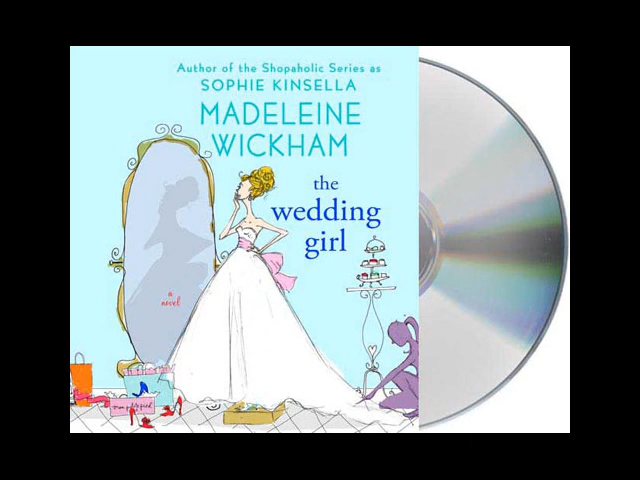 Author of the Shopaholic Series as
SOPHIE KINSELLA
MADELEINE
WICKHAM
the
wedding
girl
a
novel